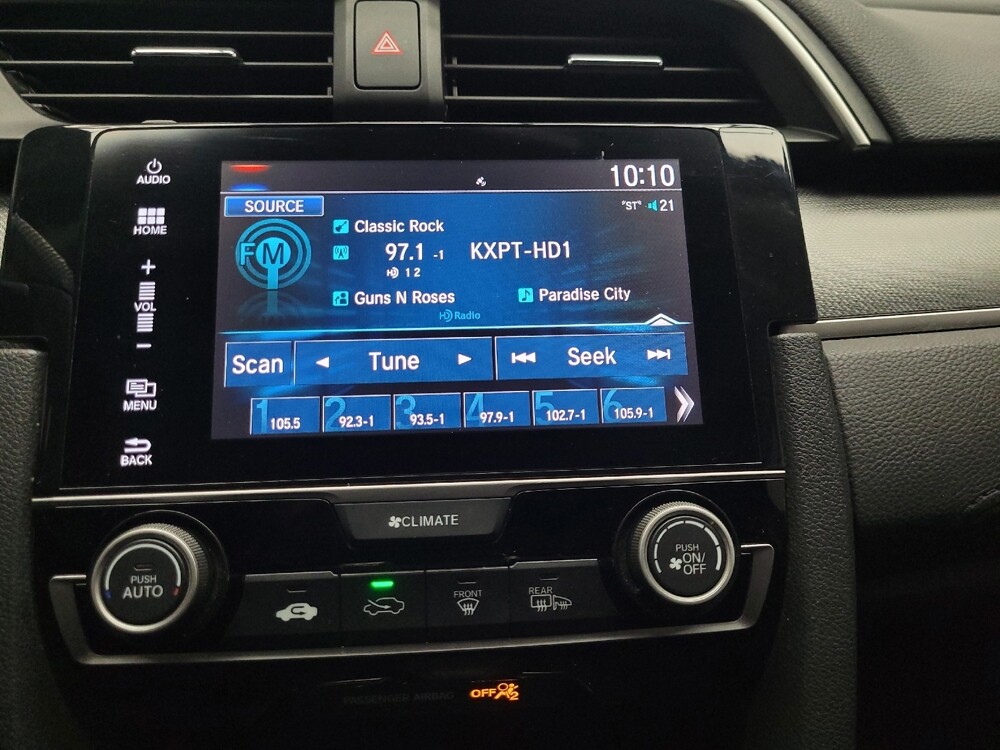 AUDIO
HOME
+
VOL
−
MENU
BACK
10:10
SOURCE
"ST" 21
FM
Classic Rock
97.1 -1 KXPT-HD1
HD 1 2
Guns N Roses
Paradise City
HD Radio
Scan
Tune
Seek
1 105.5
2 92.3-1
3 93.5-1
4 97.9-1
5 102.7-1
6 105.9-1
CLIMATE
PUSH
AUTO
FRONT
REAR
PUSH
ON/
OFF
PASSENGER AIRBAG OFF 2